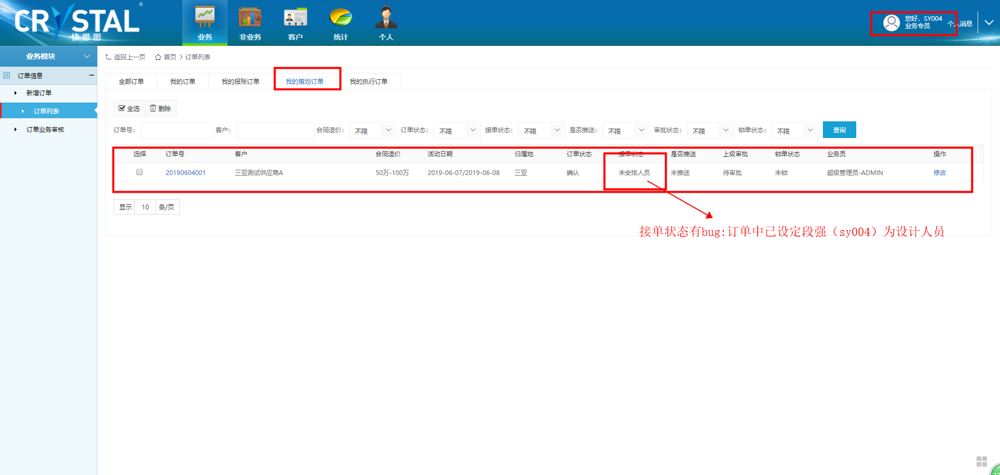 CRYSTAL®
快思图
业务
非业务
客户
统计
个人
您好，SY004
业务专员
个人消息
业务模块
订单信息
新增订单
订单列表
订单业务审核
返回上一页 首页 > 订单列表
全部订单 我的订单 我的报账订单 我的策划订单 我的执行订单
全选 删除
订单号： 客户： 合同造价： 不限 订单状态： 不限 接单状态： 不限 是否推送： 不限 审批状态： 不限 锁单状态： 不限 查询
选择 订单号 客户 合同造价 活动日期 归属地 订单状态 接单状态 是否推送 上级审批 锁单状态 业务员 操作
20190604001 三亚测试供应商A 50万-100万 2019-06-07/2019-06-08 三亚 确认 未安排人员 未推送 待审批 未锁 超级管理员-ADMIN 修改
显示 10 条/页
接单状态有bug:订单中已设定段强（sy004）为设计人员